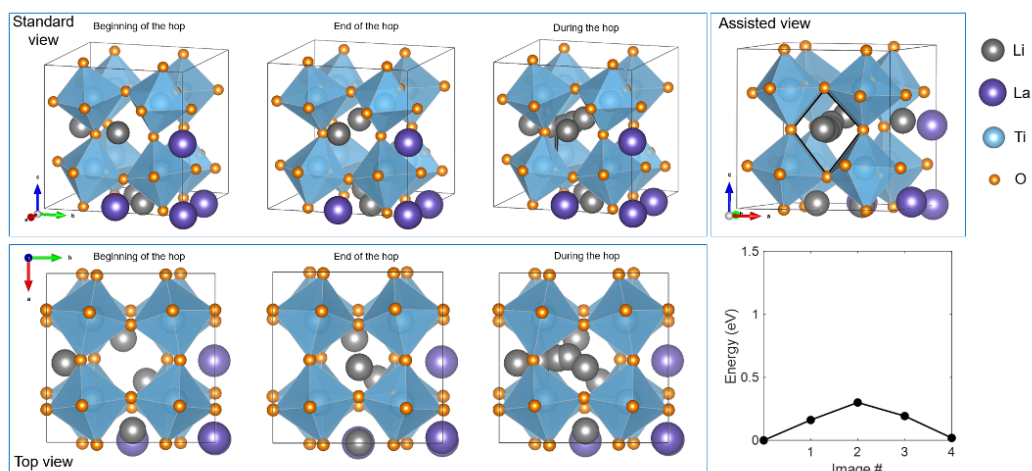 Standard
view
Beginning of the hop
End of the hop
During the hop
Assisted view
Li
La
Ti
O
c
a
b
c
b
a
Beginning of the hop
End of the hop
During the hop
c
b
a
Top view
1.5
1
0.5
0
Energy (eV)
1
2
3
4
Image #